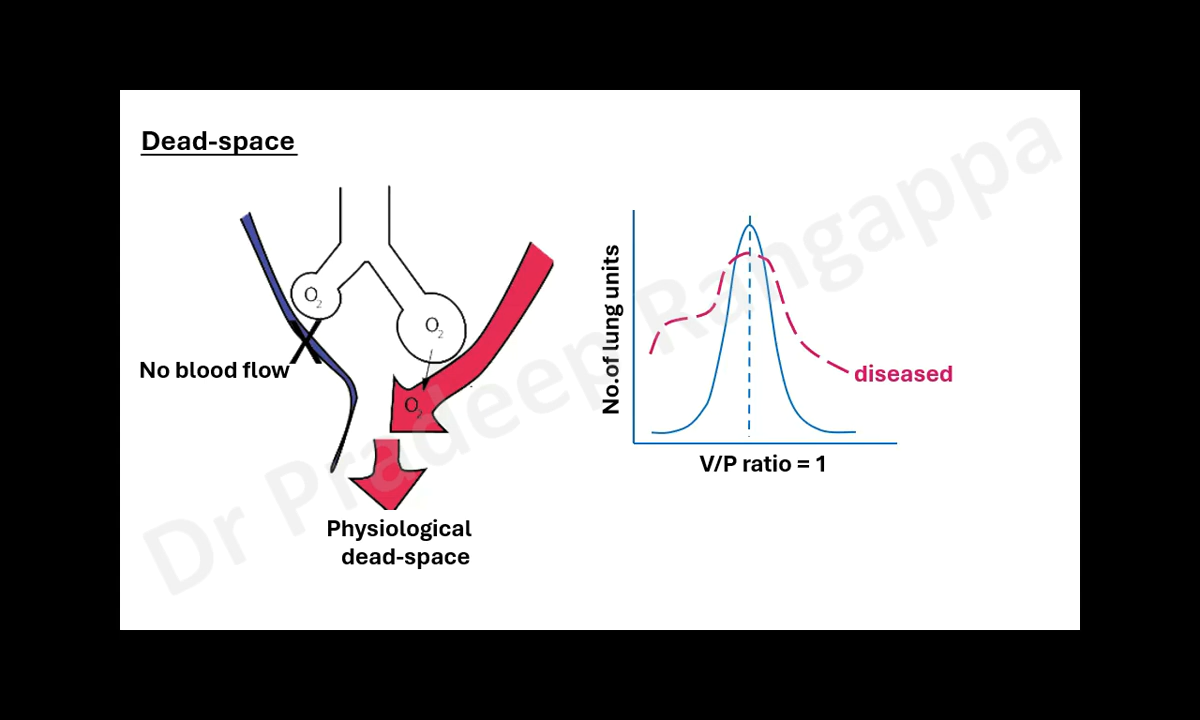 Dead-space
O2
O2
No blood flow
O2
Physiological
dead-space
No.of lung units
diseased
V/P ratio = 1
Dr Pradeep Rangappa